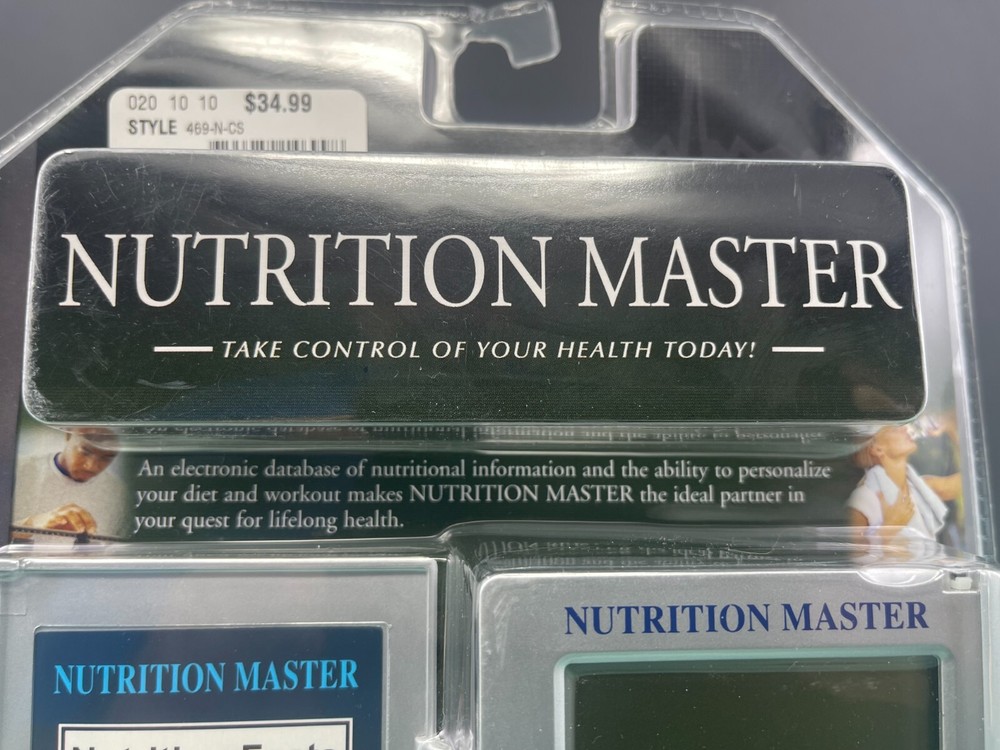 020 10 10 $34.99
STYLE 469-N-CS
NUTRITION MASTER
TAKE CONTROL OF YOUR HEALTH TODAY!
An electronic database of nutritional information and the ability to personalize
your diet and workout makes NUTRITION MASTER the ideal partner in
your quest for lifelong health.
NUTRITION MASTER
NUTRITION MASTER
Nutrition Facts